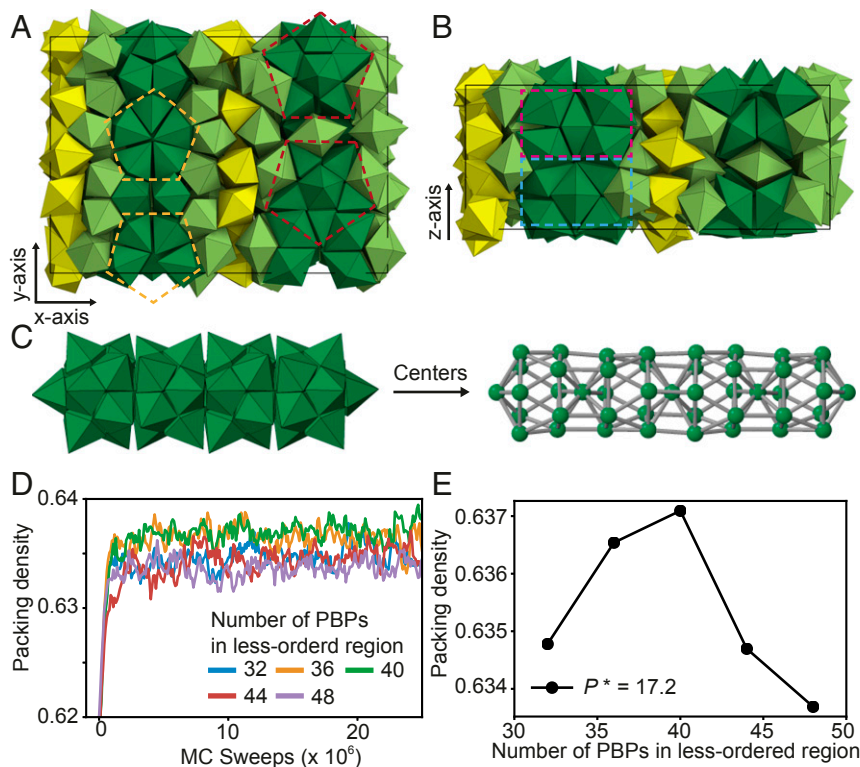 A
B
y-axis
x-axis
z-axis
C
Centers
D
0.64
0.63
0.62
Packing density
Number of PBPs
in less-orderd region
32 36 40
44 48
0 10 20
MC Sweeps (x 10⁶)
E
0.637
0.636
0.635
0.634
Packing density
P* = 17.2
30 40 50
Number of PBPs in less-ordered region